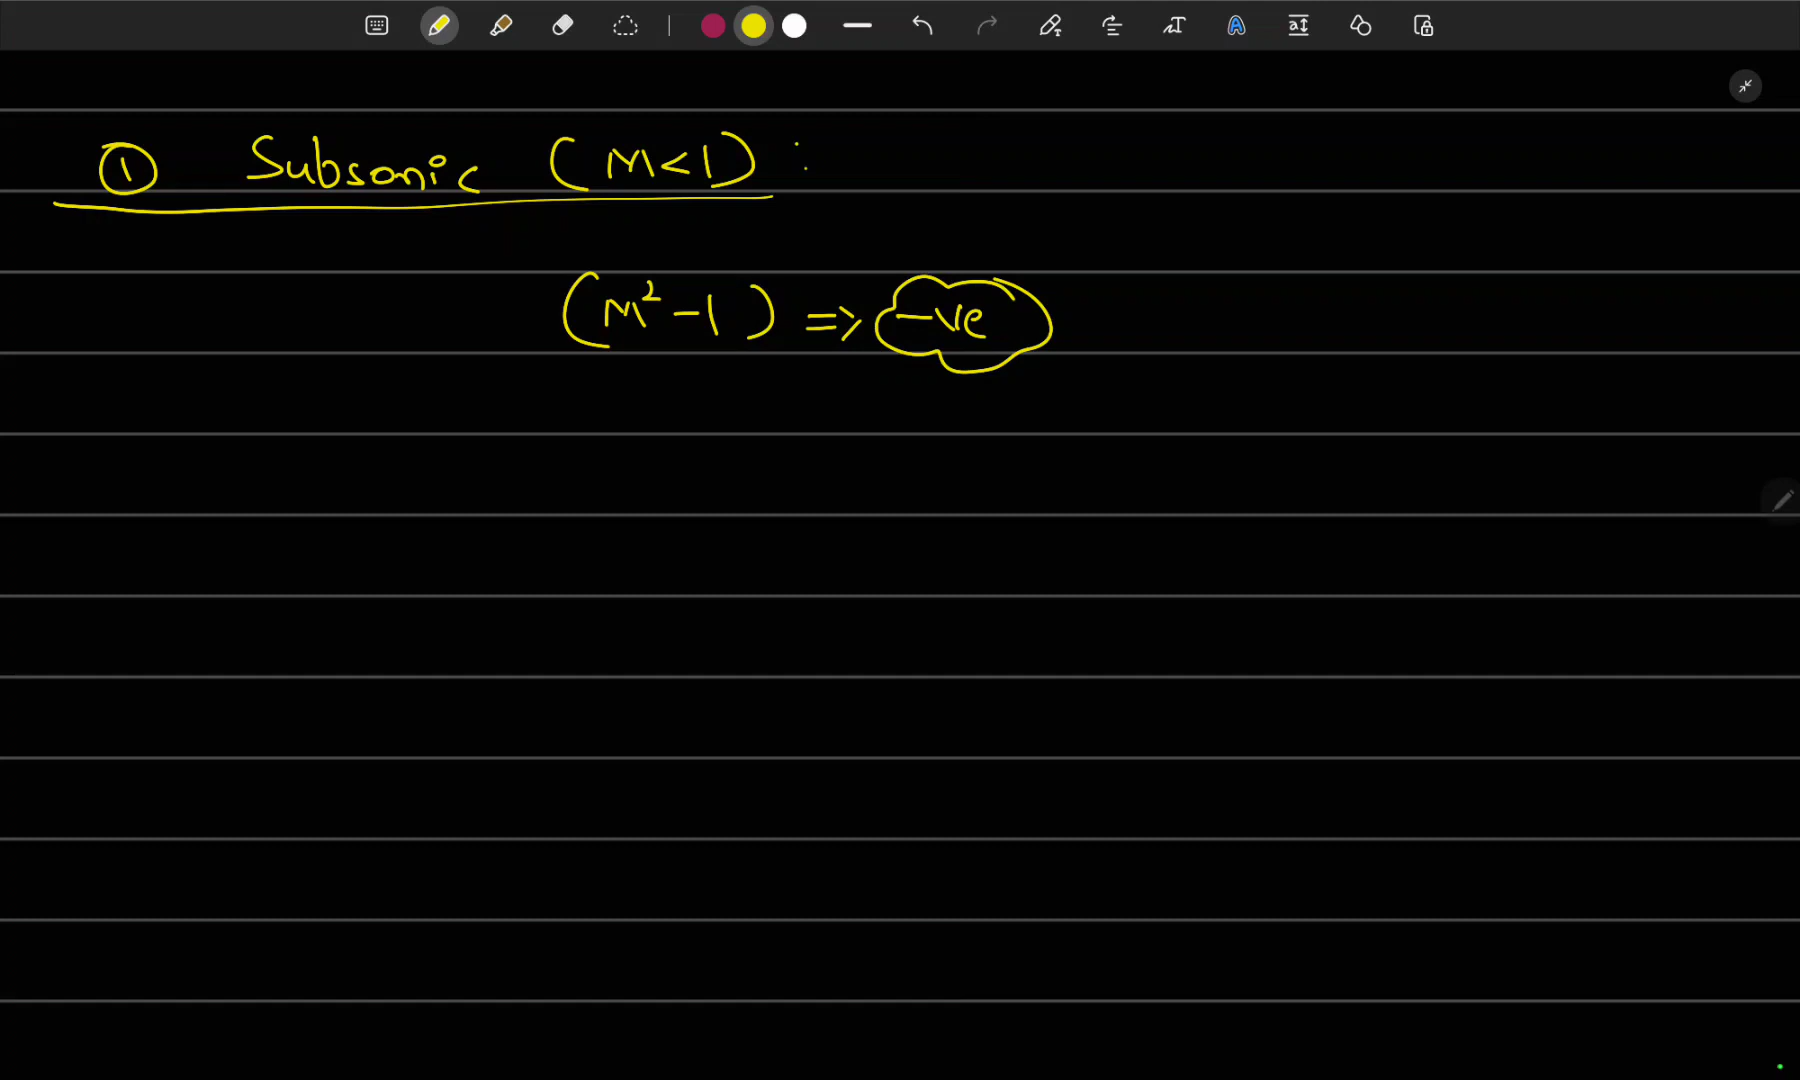 ① Subsonic (M<1) :
(M² - 1) => -ve